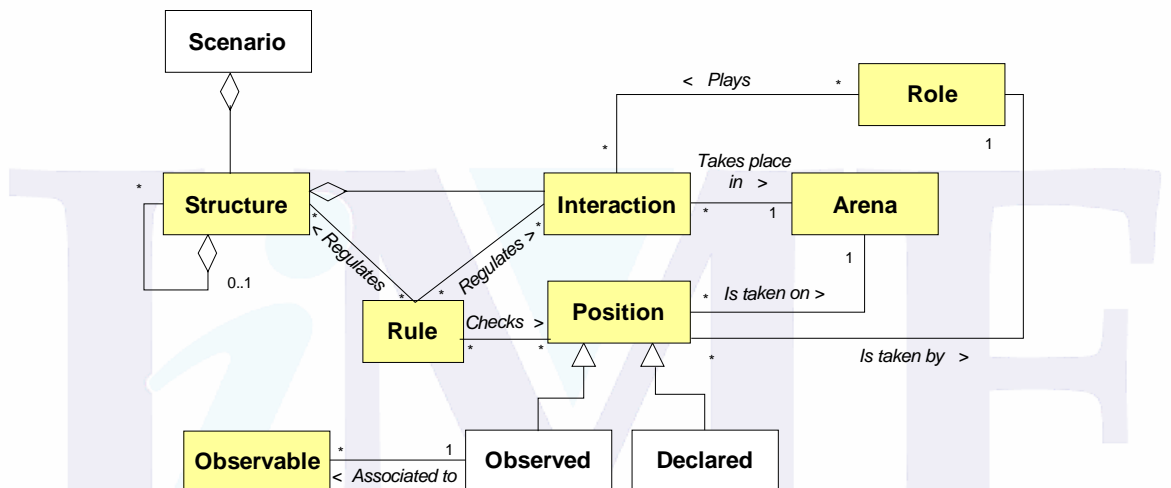 Scenario
< Plays
*
Role
*
1
Takes place
in >
*
Structure
Interaction
*
1
Arena
*
< Regulates
*
Regulates >
1
0..1
*
*
*
Is taken on >
Rule
Checks >
Position
*
*
*
Is taken by >
Observable
*
1
Observed
Declared
< Associated to